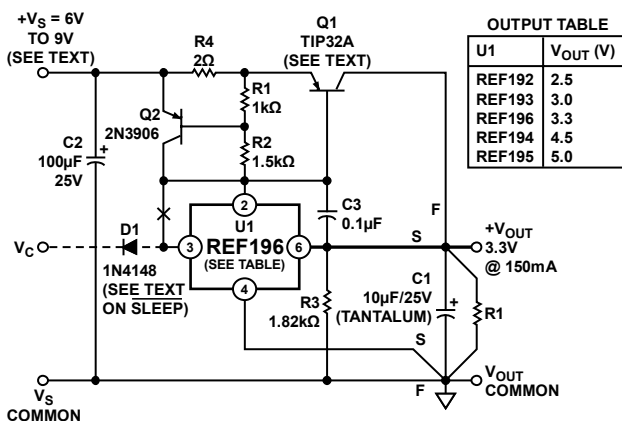 +VS = 6V
TO 9V
(SEE TEXT)
R4
2Ω
Q1
TIP32A
(SEE TEXT)
OUTPUT TABLE
U1
VOUT (V)
REF192
2.5
REF193
3.0
REF196
3.3
REF194
4.5
REF195
5.0
R1
1kΩ
Q2
2N3906
C2
100µF
25V
+
R2
1.5kΩ
2
U1
C3
0.1µF
F
VC
D1
1N4148
(SEE TEXT
ON SLEEP)
3
REF196
(SEE TABLE)
6
S
+VOUT
3.3V
@ 150mA
4
R3
1.82kΩ
C1
10µF/25V
(TANTALUM)
+
R1
S
VS
COMMON
F
VOUT
COMMON